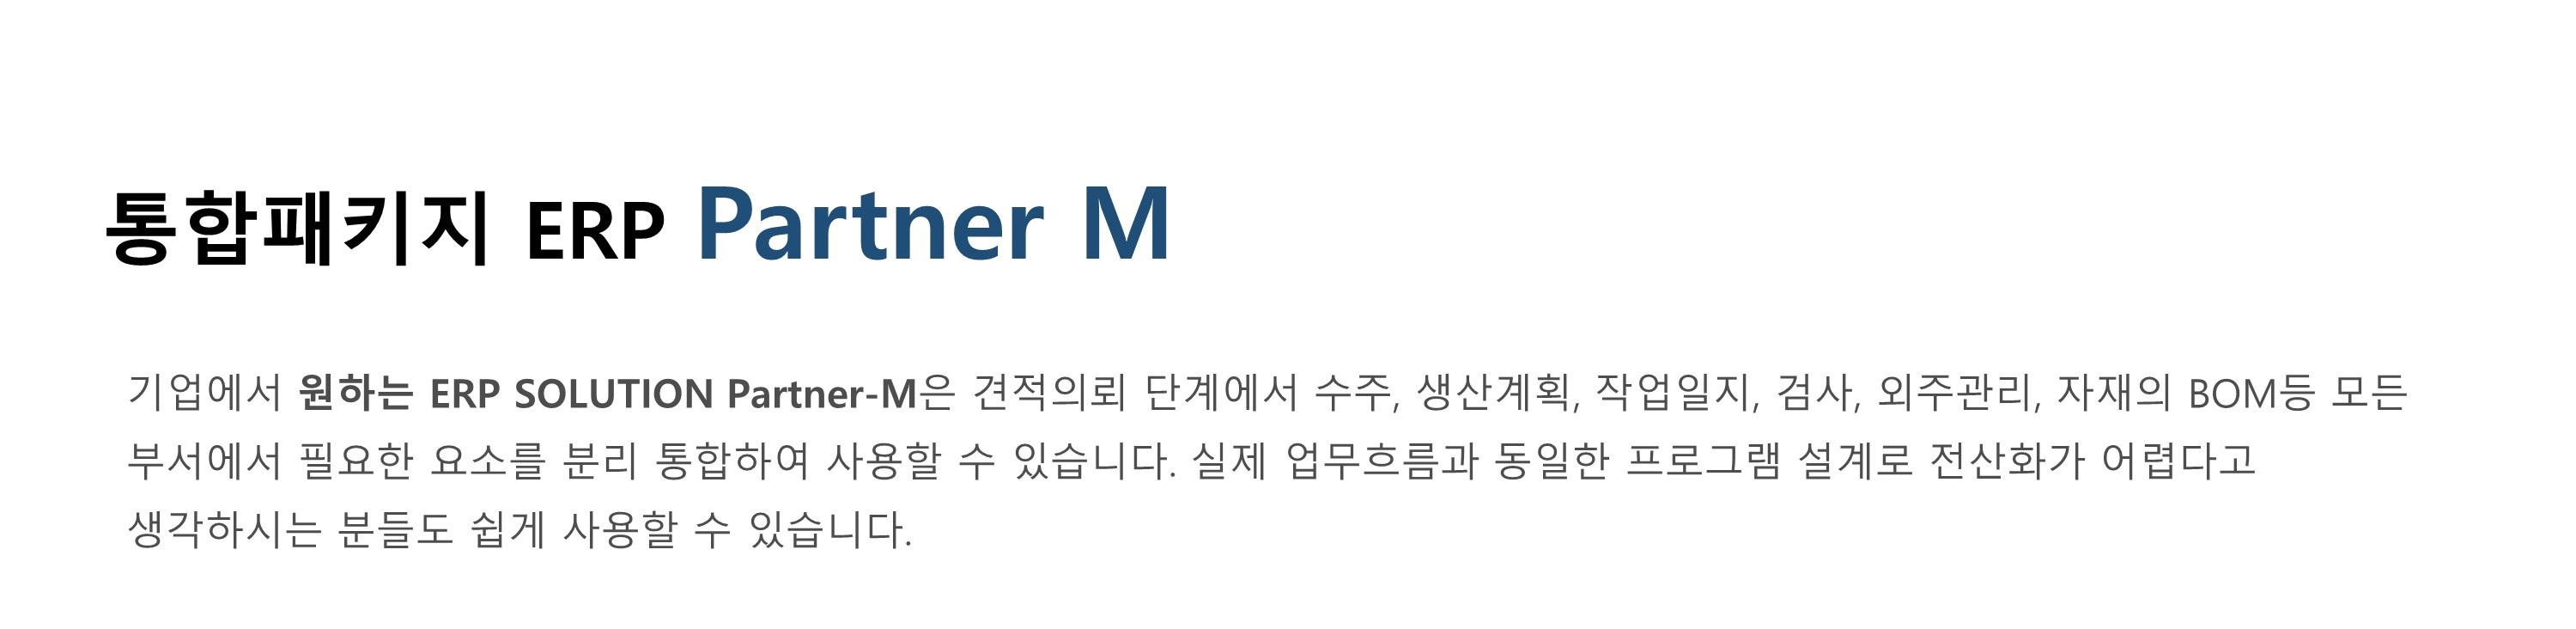 통합패키지 ERP Partner M
기업에서 원하는 ERP SOLUTION Partner-M은 견적의뢰 단계에서 수주, 생산계획, 작업일지, 검사, 외주관리, 자재의 BOM등 모든
부서에서 필요한 요소를 분리 통합하여 사용할 수 있습니다. 실제 업무흐름과 동일한 프로그램 설계로 전산화가 어렵다고
생각하시는 분들도 쉽게 사용할 수 있습니다.